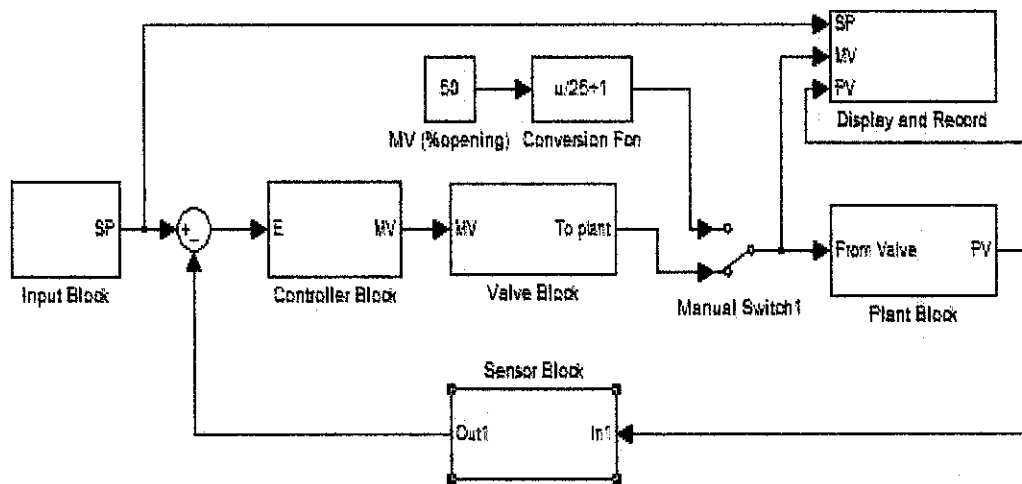 SP
MV
PV
Display and Record
50
u/25+1
MV (%opening)
Conversion Fcn
SP
Input Block
+
−
E
MV
Controller Block
MV
To plant
Valve Block
Manual Switch1
From Valve
PV
Plant Block
Sensor Block
Out1
In1